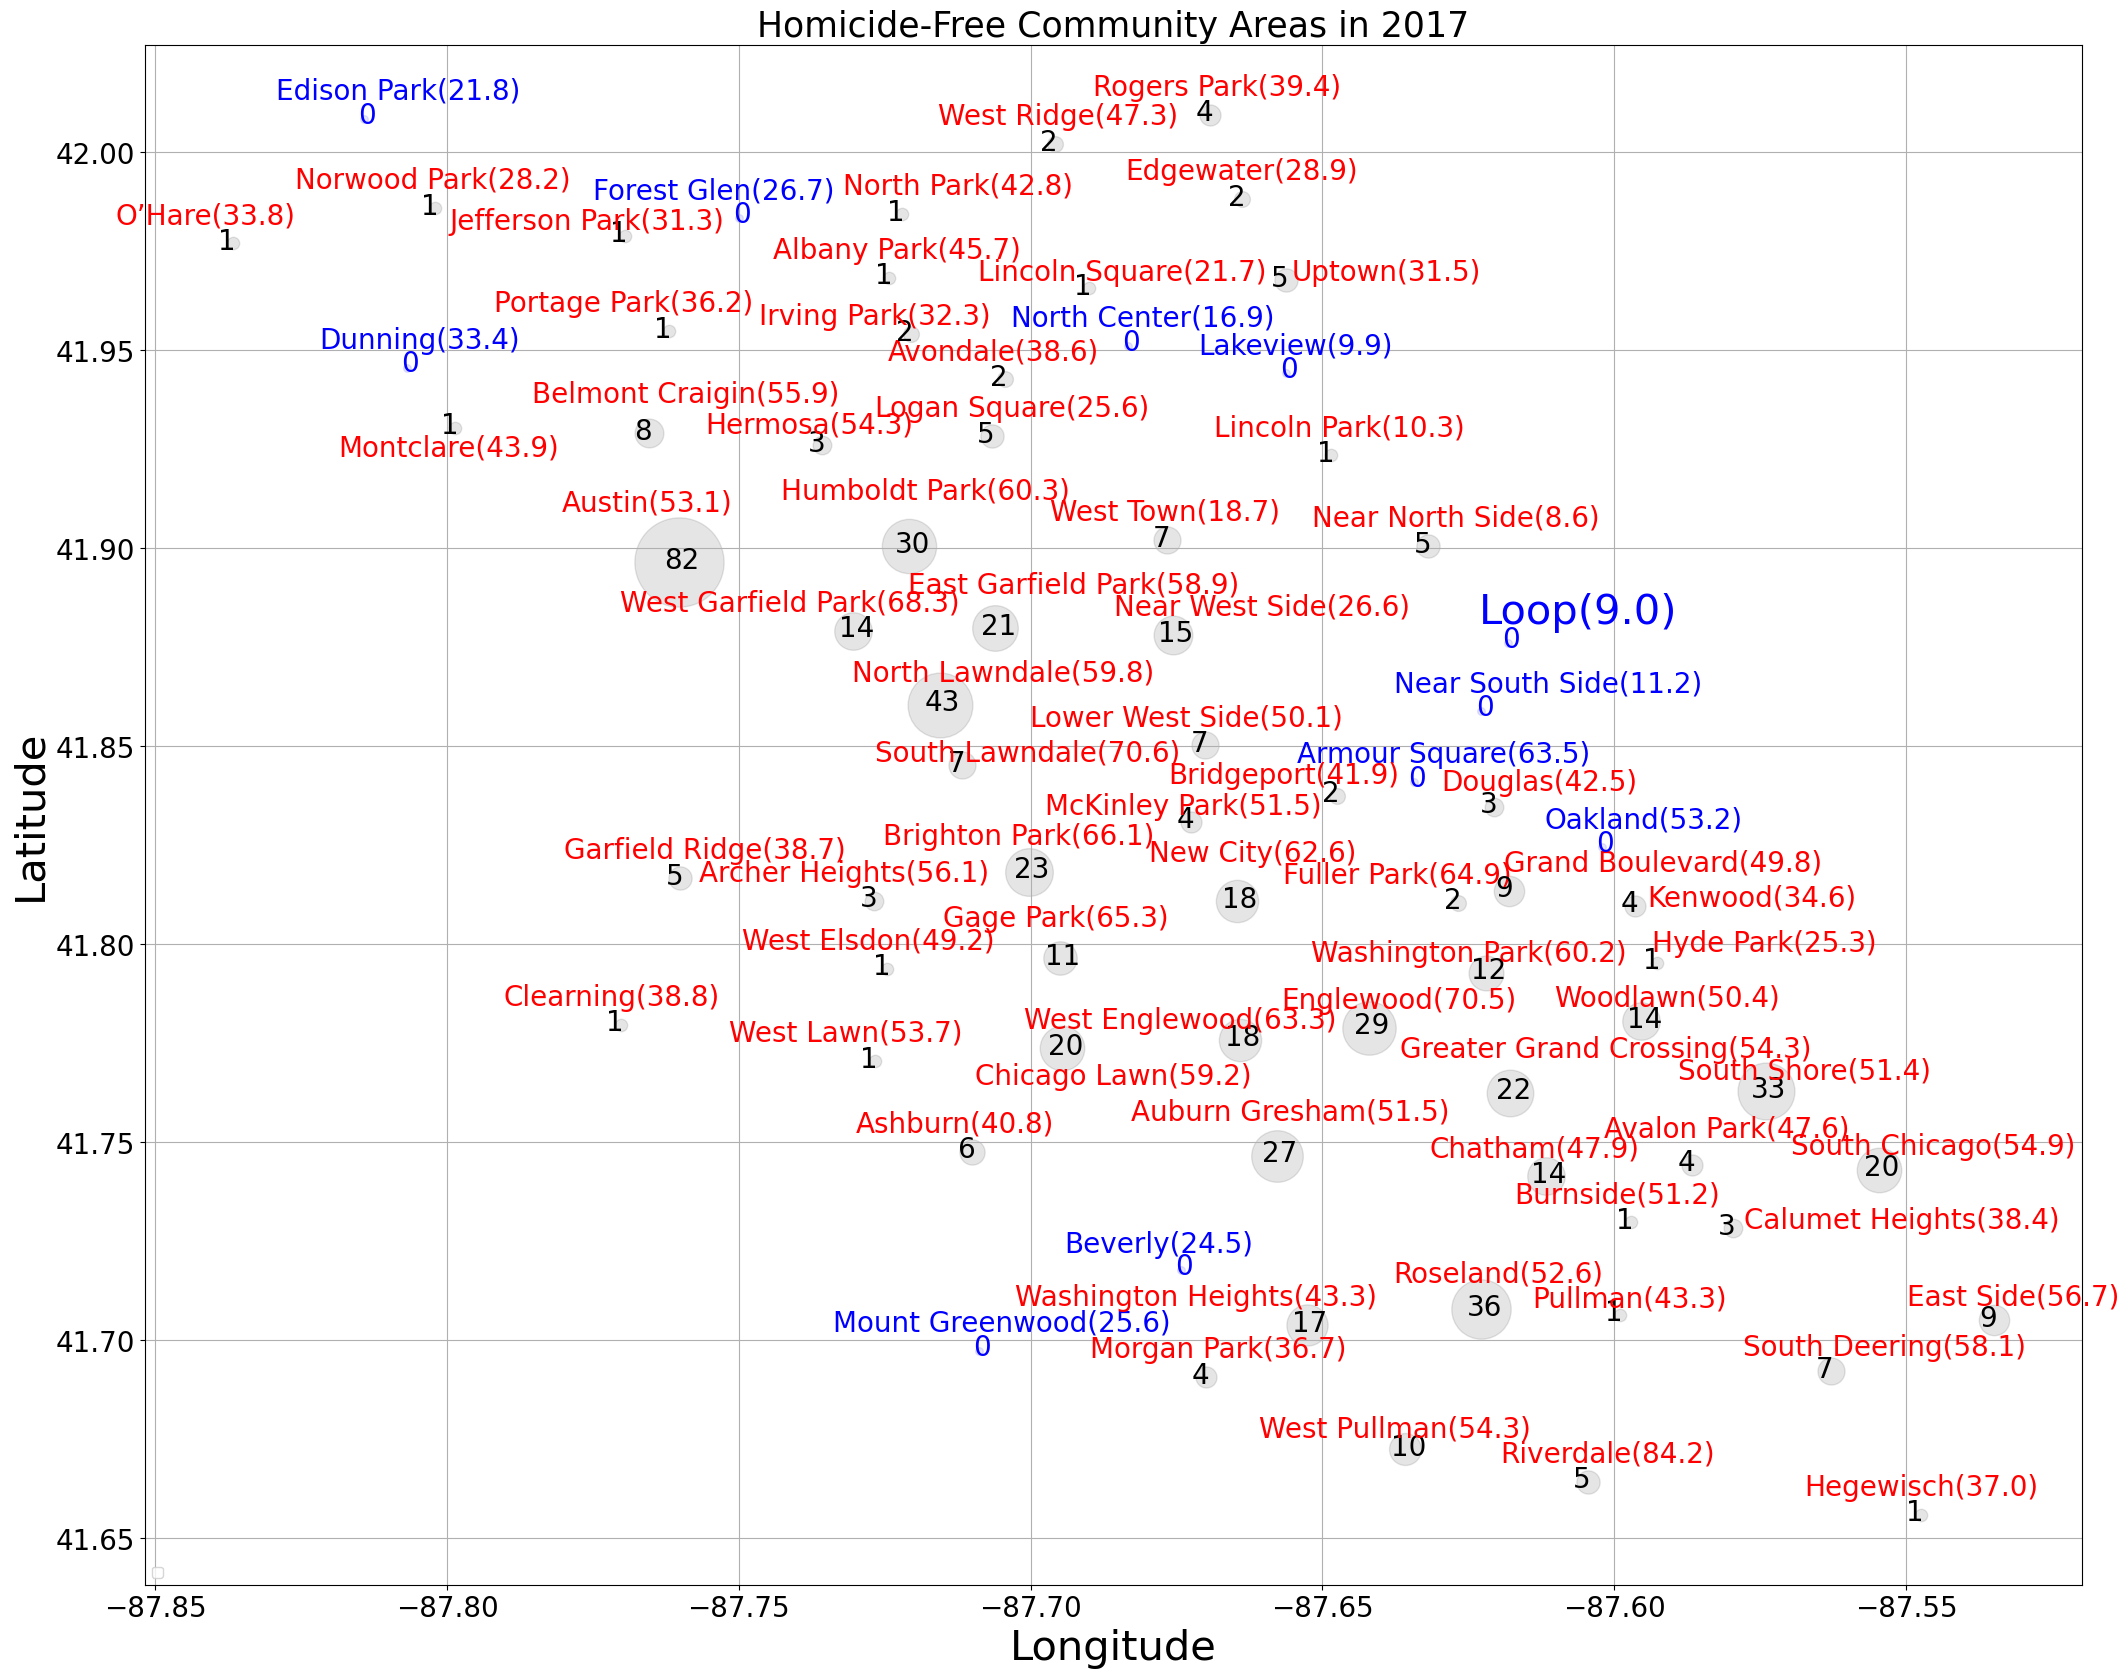 Homicide-Free Community Areas in 2017
Rogers Park(39.4)
4
Edison Park(21.8)
0
West Ridge(47.3)
2
42.00
Edgewater(28.9)
2
Norwood Park(28.2)
1
Forest Glen(26.7)
0
North Park(42.8)
1
O’Hare(33.8)
1
Jefferson Park(31.3)
1
Albany Park(45.7)
1
Lincoln Square(21.7)
1
5
Uptown(31.5)
Portage Park(36.2)
1
Irving Park(32.3)
2
North Center(16.9)
0
Dunning(33.4)
0
41.95
Lakeview(9.9)
0
Avondale(38.6)
2
Belmont Craigin(55.9)
8
Logan Square(25.6)
5
Hermosa(54.3)
3
1
Montclare(43.9)
Lincoln Park(10.3)
1
Humboldt Park(60.3)
30
Austin(53.1)
82
West Town(18.7)
7
Near North Side(8.6)
5
41.90
East Garfield Park(58.9)
21
West Garfield Park(68.3)
14
Near West Side(26.6)
15
Loop(9.0)
0
North Lawndale(59.8)
43
Near South Side(11.2)
0
Lower West Side(50.1)
7
41.85
South Lawndale(70.6)
7
Armour Square(63.5)
0
Bridgeport(41.9)
2
Douglas(42.5)
3
McKinley Park(51.5)
4
Oakland(53.2)
0
Latitude
Brighton Park(66.1)
23
Garfield Ridge(38.7)
5
New City(62.6)
18
Grand Boulevard(49.8)
9
Archer Heights(56.1)
3
Fuller Park(64.9)
2
4
Kenwood(34.6)
Gage Park(65.3)
11
41.80
West Elsdon(49.2)
1
Hyde Park(25.3)
1
Washington Park(60.2)
12
Clearning(38.8)
1
Englewood(70.5)
29
Woodlawn(50.4)
14
West Englewood(63.3)
18
West Lawn(53.7)
1
20
Chicago Lawn(59.2)
Greater Grand Crossing(54.3)
22
South Shore(51.4)
33
Auburn Gresham(51.5)
27
Ashburn(40.8)
6
Avalon Park(47.6)
4
41.75
Chatham(47.9)
14
South Chicago(54.9)
20
Burnside(51.2)
1
3
Calumet Heights(38.4)
Beverly(24.5)
0
Roseland(52.6)
36
Washington Heights(43.3)
17
Pullman(43.3)
1
East Side(56.7)
9
Mount Greenwood(25.6)
0
41.70
Morgan Park(36.7)
4
South Deering(58.1)
7
West Pullman(54.3)
10
Riverdale(84.2)
5
Hegewisch(37.0)
1
41.65
−87.85
−87.80
−87.75
−87.70
−87.65
−87.60
−87.55
Longitude